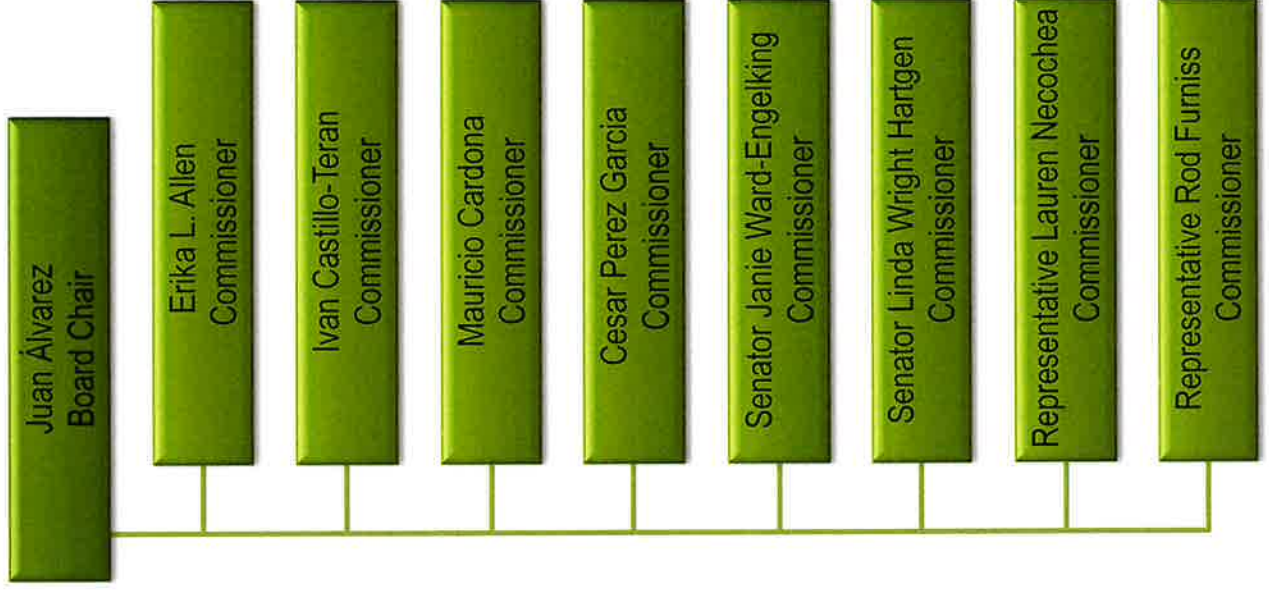 Juan Álvarez
Board Chair
Erika L. Allen
Commissioner
Ivan Castillo-Teran
Commissioner
Mauricio Cardona
Commissioner
Cesar Perez Garcia
Commissioner
Senator Janie Ward-Engelking
Commissioner
Senator Linda Wright Hartgen
Commissioner
Representative Lauren Necochea
Commissioner
Representative Rod Furniss
Commissioner